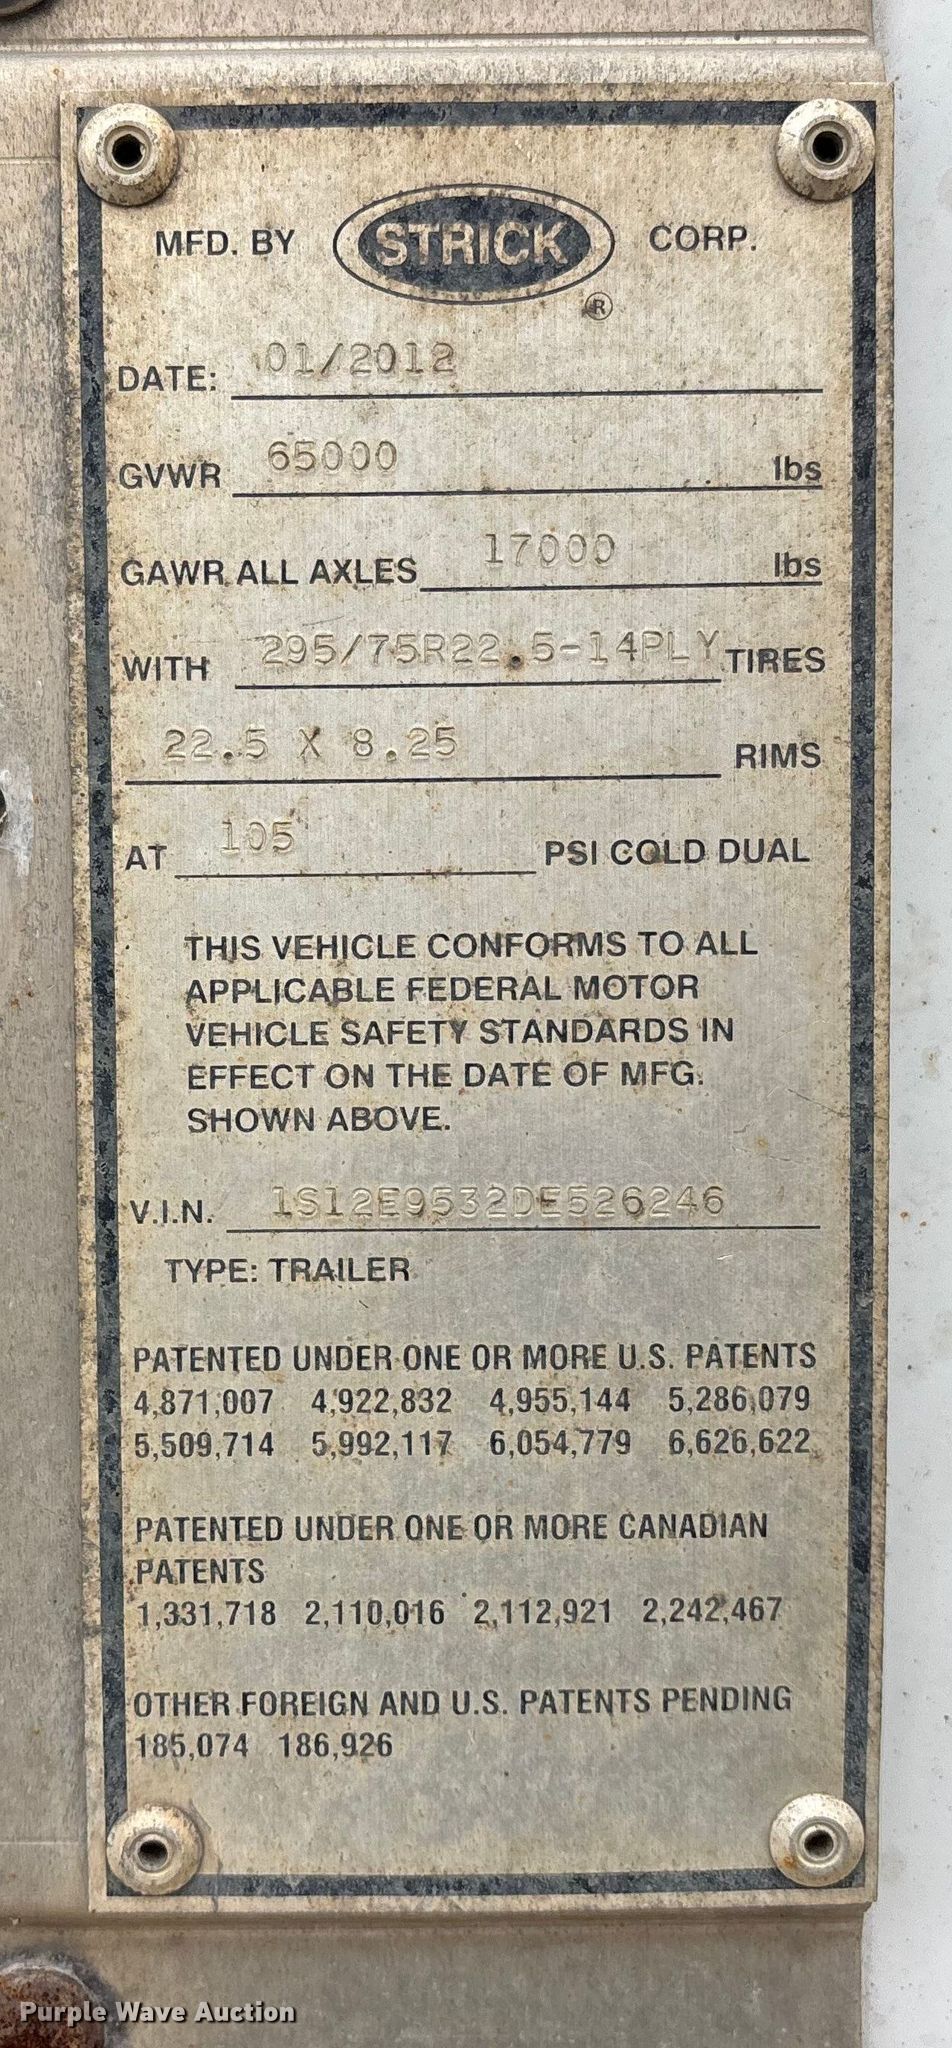 MFD. BY STRICK CORP.
®
DATE: 01/2012
GVWR 65000 lbs
GAWR ALL AXLES 17000 lbs
WITH 295/75R22.5-14PLY TIRES
22.5 X 8.25 RIMS
AT 105 PSI COLD DUAL
THIS VEHICLE CONFORMS TO ALL
APPLICABLE FEDERAL MOTOR
VEHICLE SAFETY STANDARDS IN
EFFECT ON THE DATE OF MFG.
SHOWN ABOVE.
V.I.N. 1S12E9532DE526246
TYPE: TRAILER
PATENTED UNDER ONE OR MORE U.S. PATENTS
4,871,007 4,922,832 4,955,144 5,286,079
5,509,714 5,992,117 6,054,779 6,626,622
PATENTED UNDER ONE OR MORE CANADIAN
PATENTS
1,331,718 2,110,016 2,112,921 2,242,467
OTHER FOREIGN AND U.S. PATENTS PENDING
185,074 186,926
Purple Wave Auction